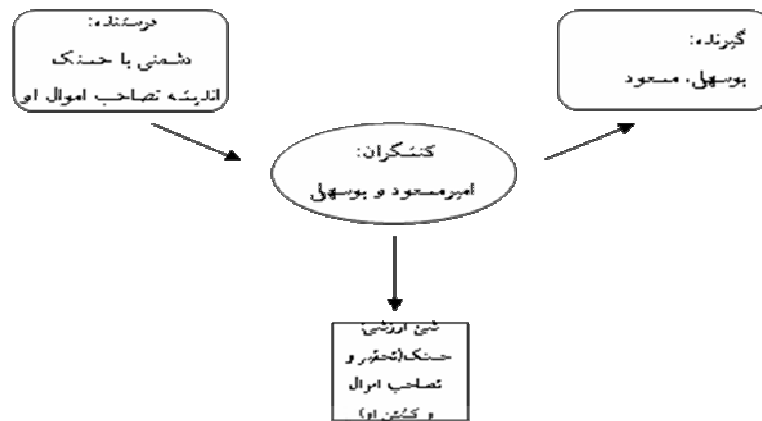 فرستنده:
دشمنی با حسنک
اندیشه تصاحب اموال او
گیرنده:
بوسهل، مسعود
کنشگران:
امیرمسعود و بوسهل
شیئ ارزشی:
حسنک(تحقیر و
تصاحب اموال
و کشتن او)